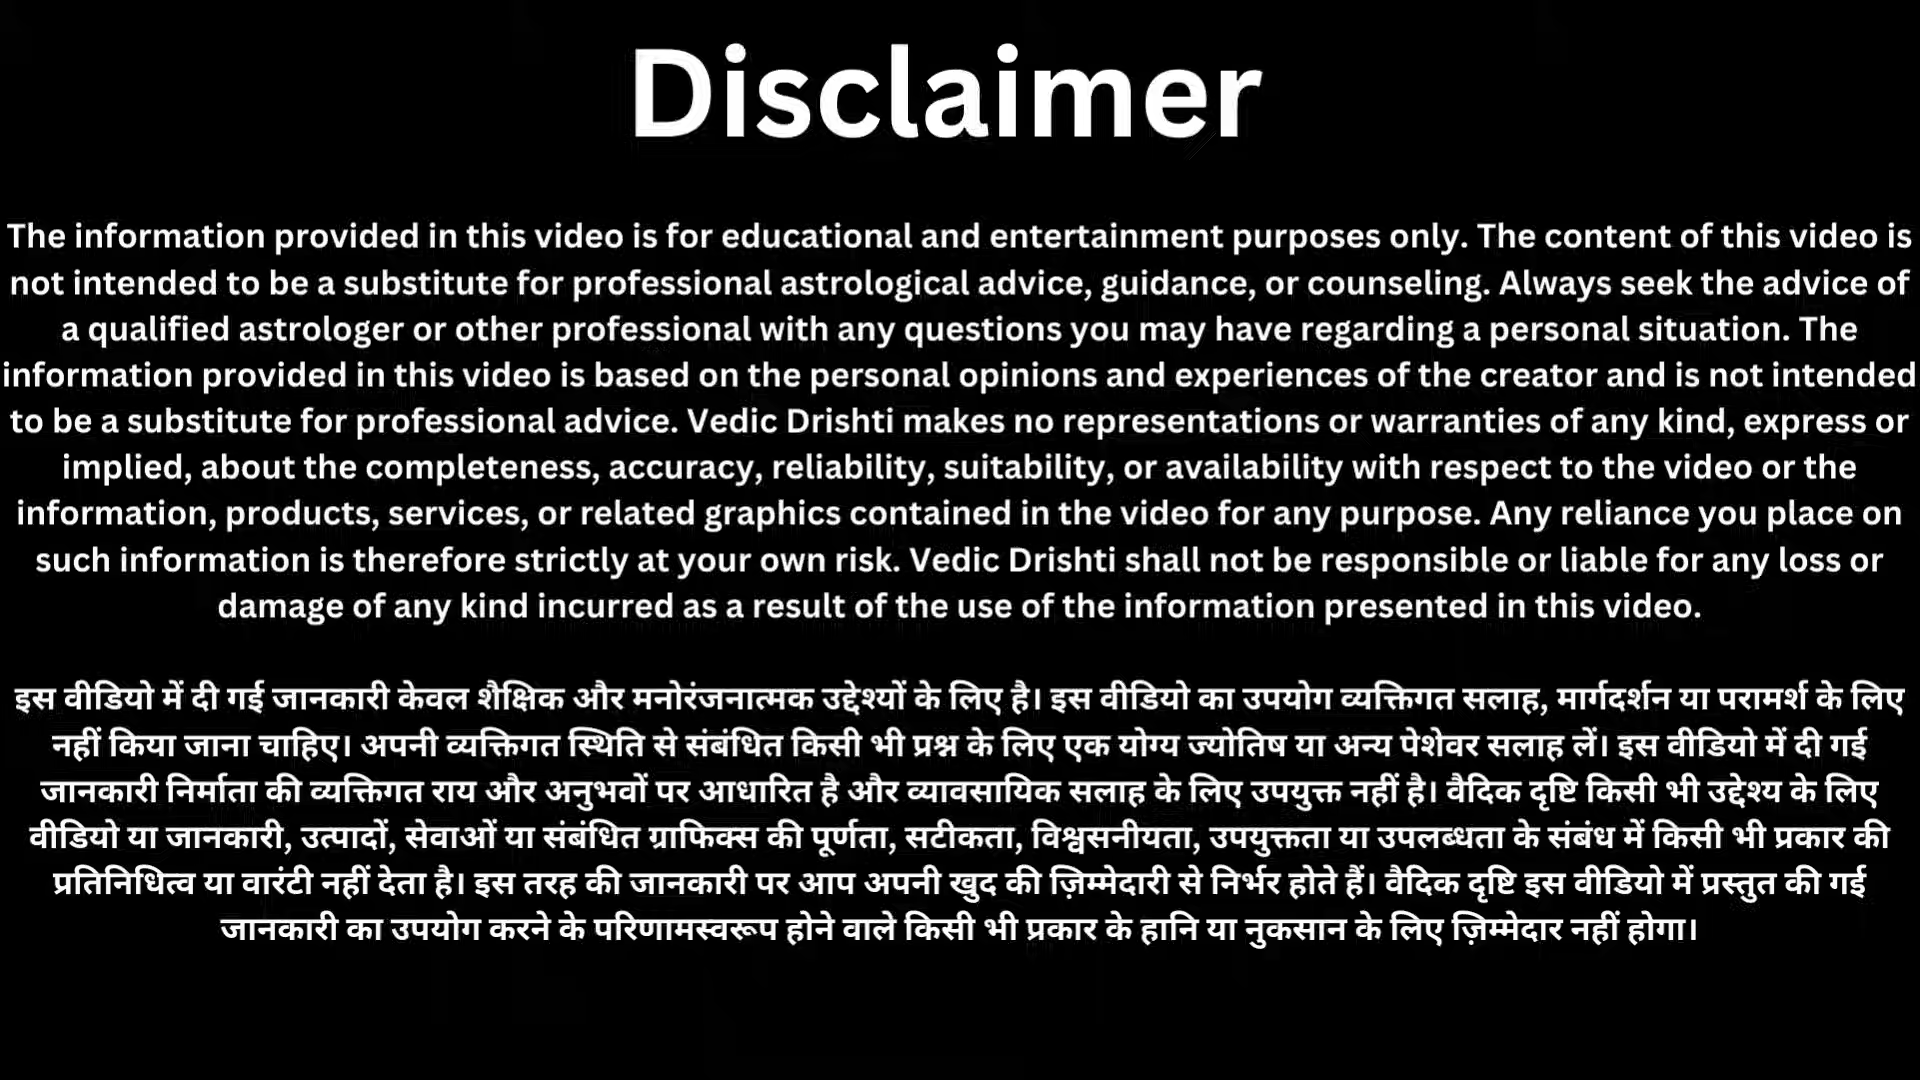 Disclaimer
The information provided in this video is for educational and entertainment purposes only. The content of this video is
not intended to be a substitute for professional astrological advice, guidance, or counseling. Always seek the advice of
a qualified astrologer or other professional with any questions you may have regarding a personal situation. The
information provided in this video is based on the personal opinions and experiences of the creator and is not intended
to be a substitute for professional advice. Vedic Drishti makes no representations or warranties of any kind, express or
implied, about the completeness, accuracy, reliability, suitability, or availability with respect to the video or the
information, products, services, or related graphics contained in the video for any purpose. Any reliance you place on
such information is therefore strictly at your own risk. Vedic Drishti shall not be responsible or liable for any loss or
damage of any kind incurred as a result of the use of the information presented in this video.
इस वीडियो में दी गई जानकारी केवल शैक्षिक और मनोरंजनात्मक उद्देश्यों के लिए है। इस वीडियो का उपयोग व्यक्तिगत सलाह, मार्गदर्शन या परामर्श के लिए
नहीं किया जाना चाहिए। अपनी व्यक्तिगत स्थिति से संबंधित किसी भी प्रश्न के लिए एक योग्य ज्योतिष या अन्य पेशेवर सलाह लें। इस वीडियो में दी गई
जानकारी निर्माता की व्यक्तिगत राय और अनुभवों पर आधारित है और व्यावसायिक सलाह के लिए उपयुक्त नहीं है। वैदिक दृष्टि किसी भी उद्देश्य के लिए
वीडियो या जानकारी, उत्पादों, सेवाओं या संबंधित ग्राफिक्स की पूर्णता, सटीकता, विश्वसनीयता, उपयुक्तता या उपलब्धता के संबंध में किसी भी प्रकार की
प्रतिनिधित्व या वारंटी नहीं देता है। इस तरह की जानकारी पर आप अपनी खुद की ज़िम्मेदारी से निर्भर होते हैं। वैदिक दृष्टि इस वीडियो में प्रस्तुत की गई
जानकारी का उपयोग करने के परिणामस्वरूप होने वाले किसी भी प्रकार के हानि या नुकसान के लिए ज़िम्मेदार नहीं होगा।